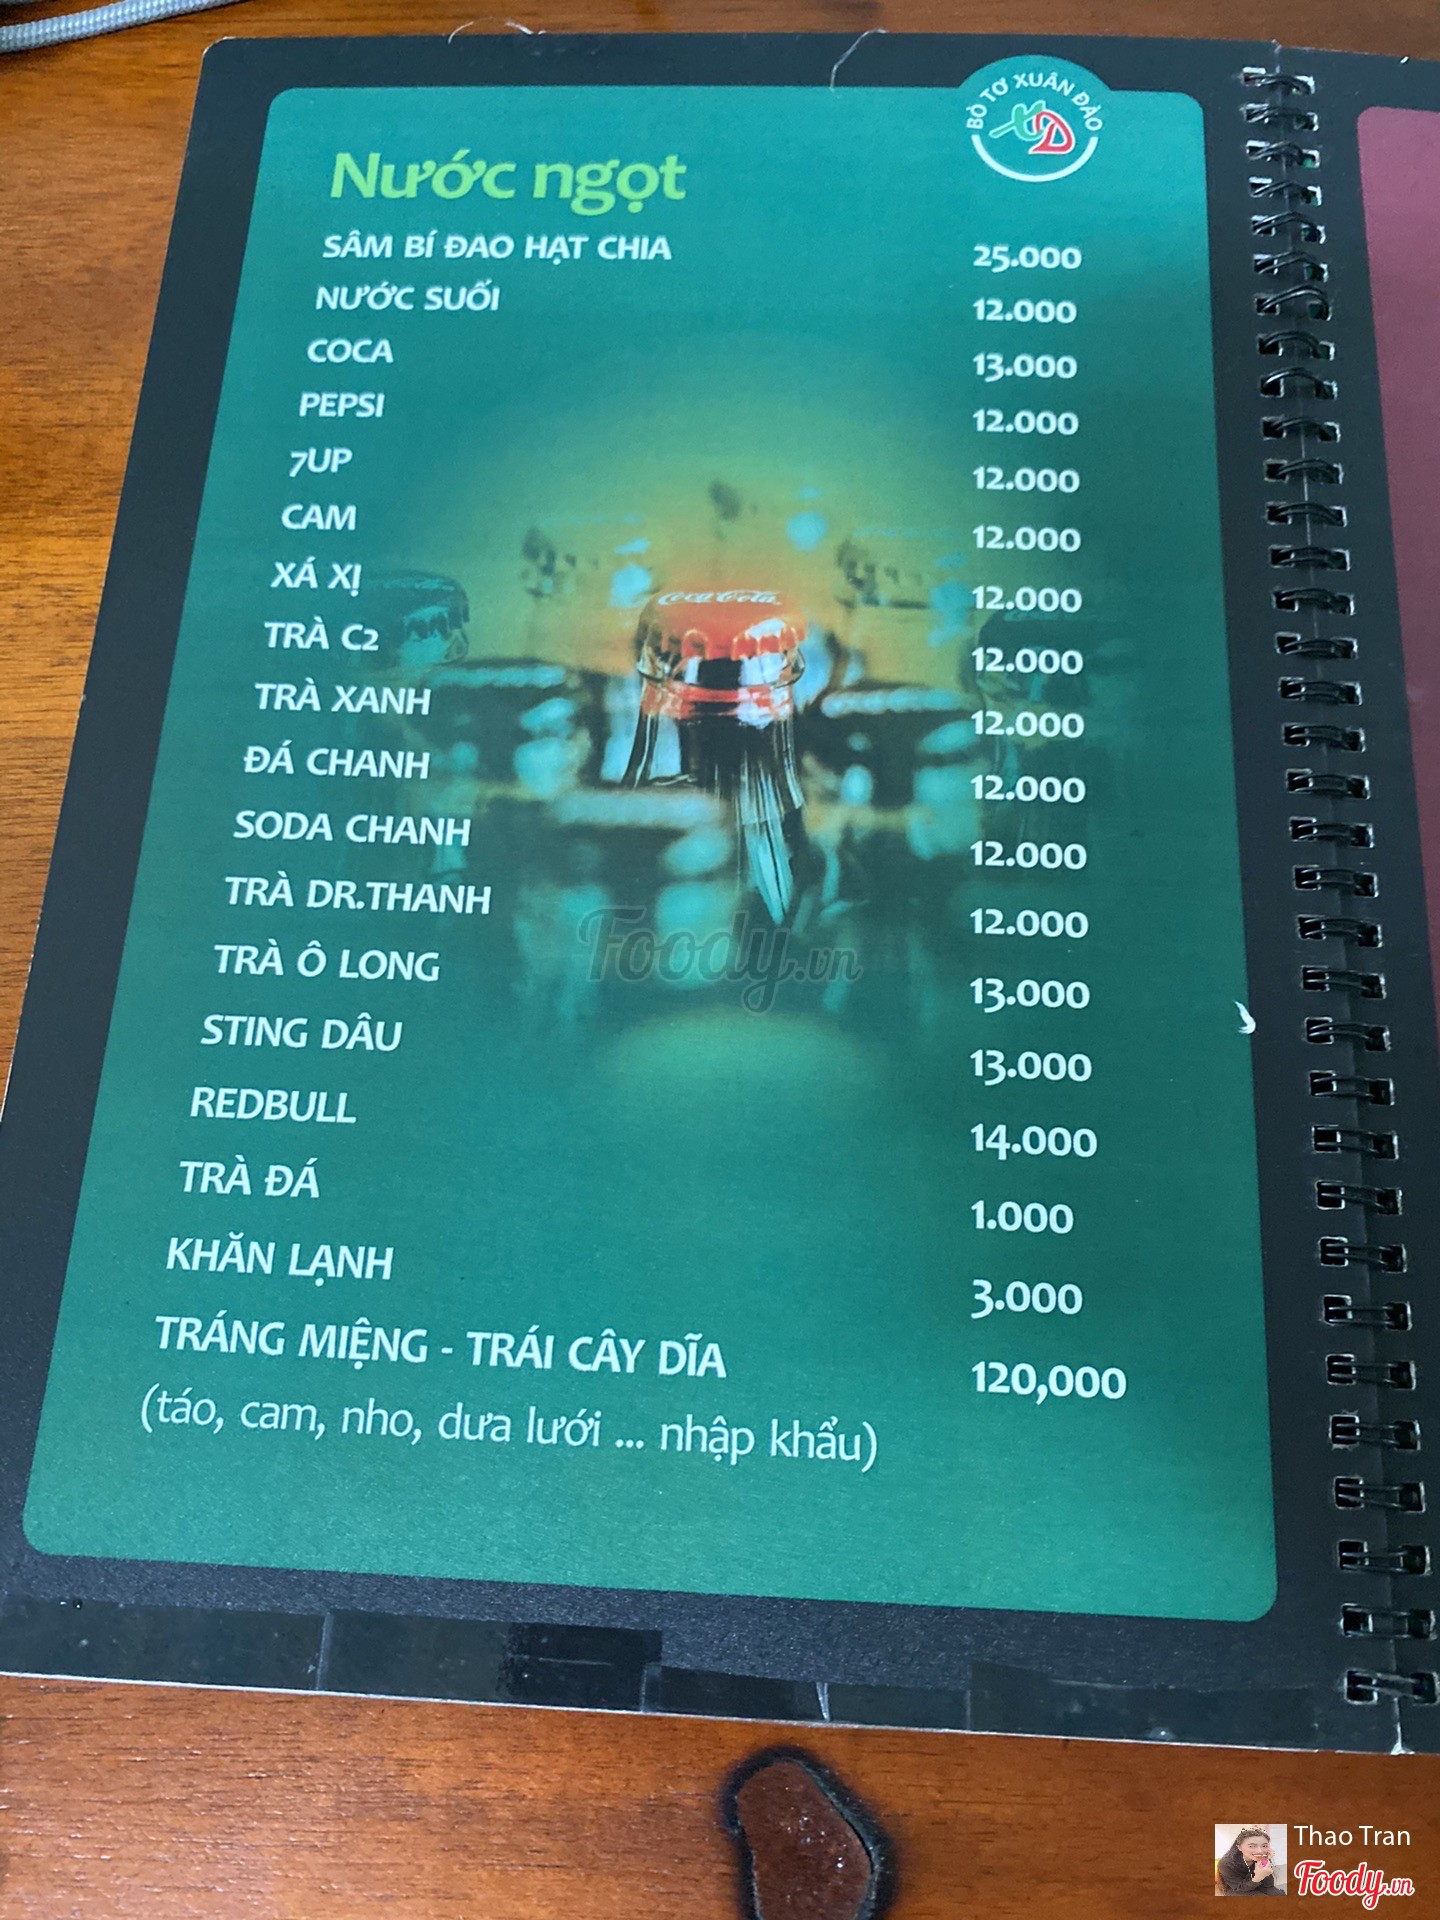 BÒ TƠ XUÂN ĐÀO
XD
Nước ngọt
SÂM BÍ ĐAO HẠT CHIA 25.000
NƯỚC SUỐI 12.000
COCA 13.000
PEPSI 12.000
7UP 12.000
CAM 12.000
XÁ XỊ 12.000
TRÀ C2 12.000
TRÀ XANH 12.000
ĐÁ CHANH 12.000
SODA CHANH 12.000
TRÀ DR.THANH 12.000
TRÀ Ô LONG 13.000
STING DÂU 13.000
REDBULL 14.000
TRÀ ĐÁ 1.000
KHĂN LẠNH 3.000
TRÁNG MIỆNG - TRÁI CÂY DĨA 120,000
(táo, cam, nho, dưa lưới ... nhập khẩu)
Coca-Cola
Foody.vn
Thao Tran
Foody.vn